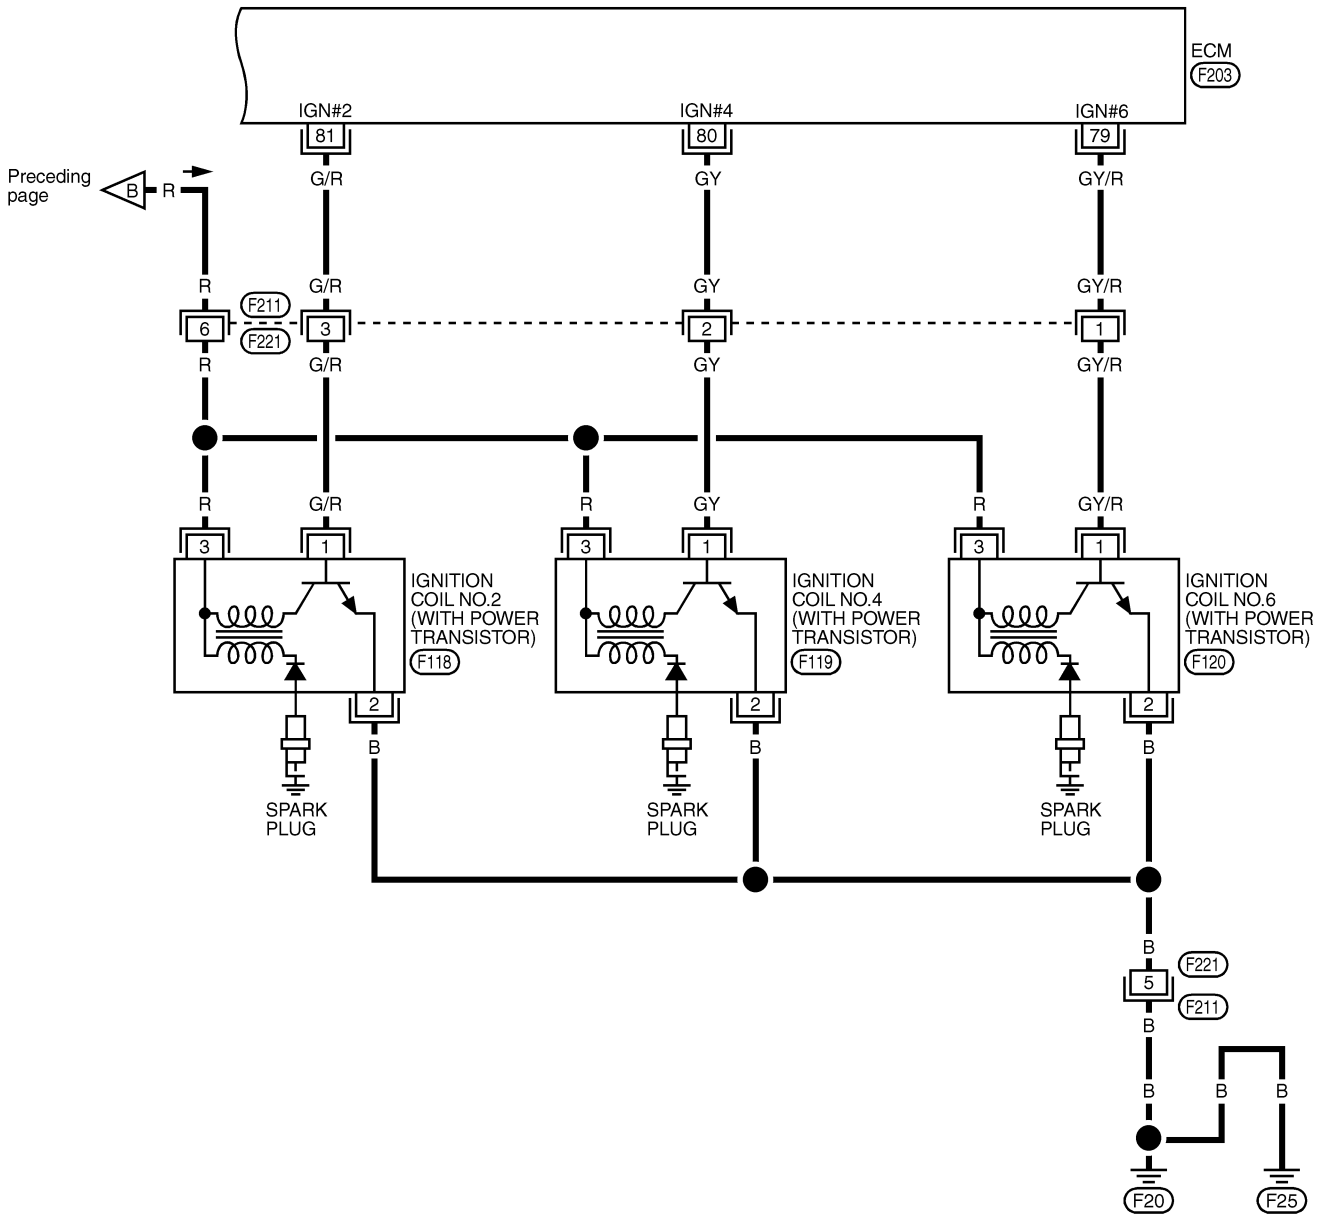 ECM
F203
IGN#2
IGN#4
IGN#6
81
80
79
Preceding
page
B
R
G/R
GY
GY/R
R
G/R
GY
GY/R
F211
6
3
2
1
F221
R
G/R
GY
GY/R
R
G/R
R
GY
R
GY/R
3
1
3
1
3
1
IGNITION
COIL NO.2
(WITH POWER
TRANSISTOR)
F118
IGNITION
COIL NO.4
(WITH POWER
TRANSISTOR)
F119
IGNITION
COIL NO.6
(WITH POWER
TRANSISTOR)
F120
2
2
2
B
B
B
SPARK
PLUG
SPARK
PLUG
SPARK
PLUG
B
F221
5
F211
B
B
B
B
F20
F25